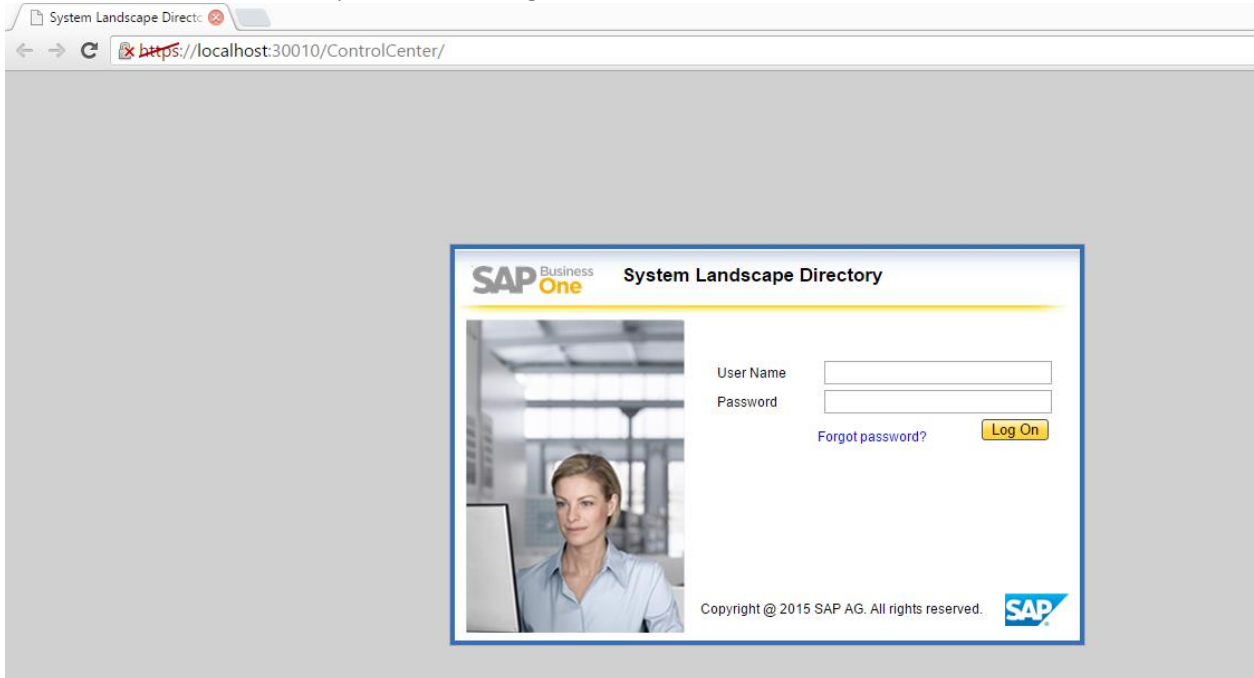 System Landscape Directo
https://localhost:30010/ControlCenter/
SAP Business One
System Landscape Directory
User Name
Password
Forgot password?
Log On
Copyright @ 2015 SAP AG. All rights reserved.
SAP